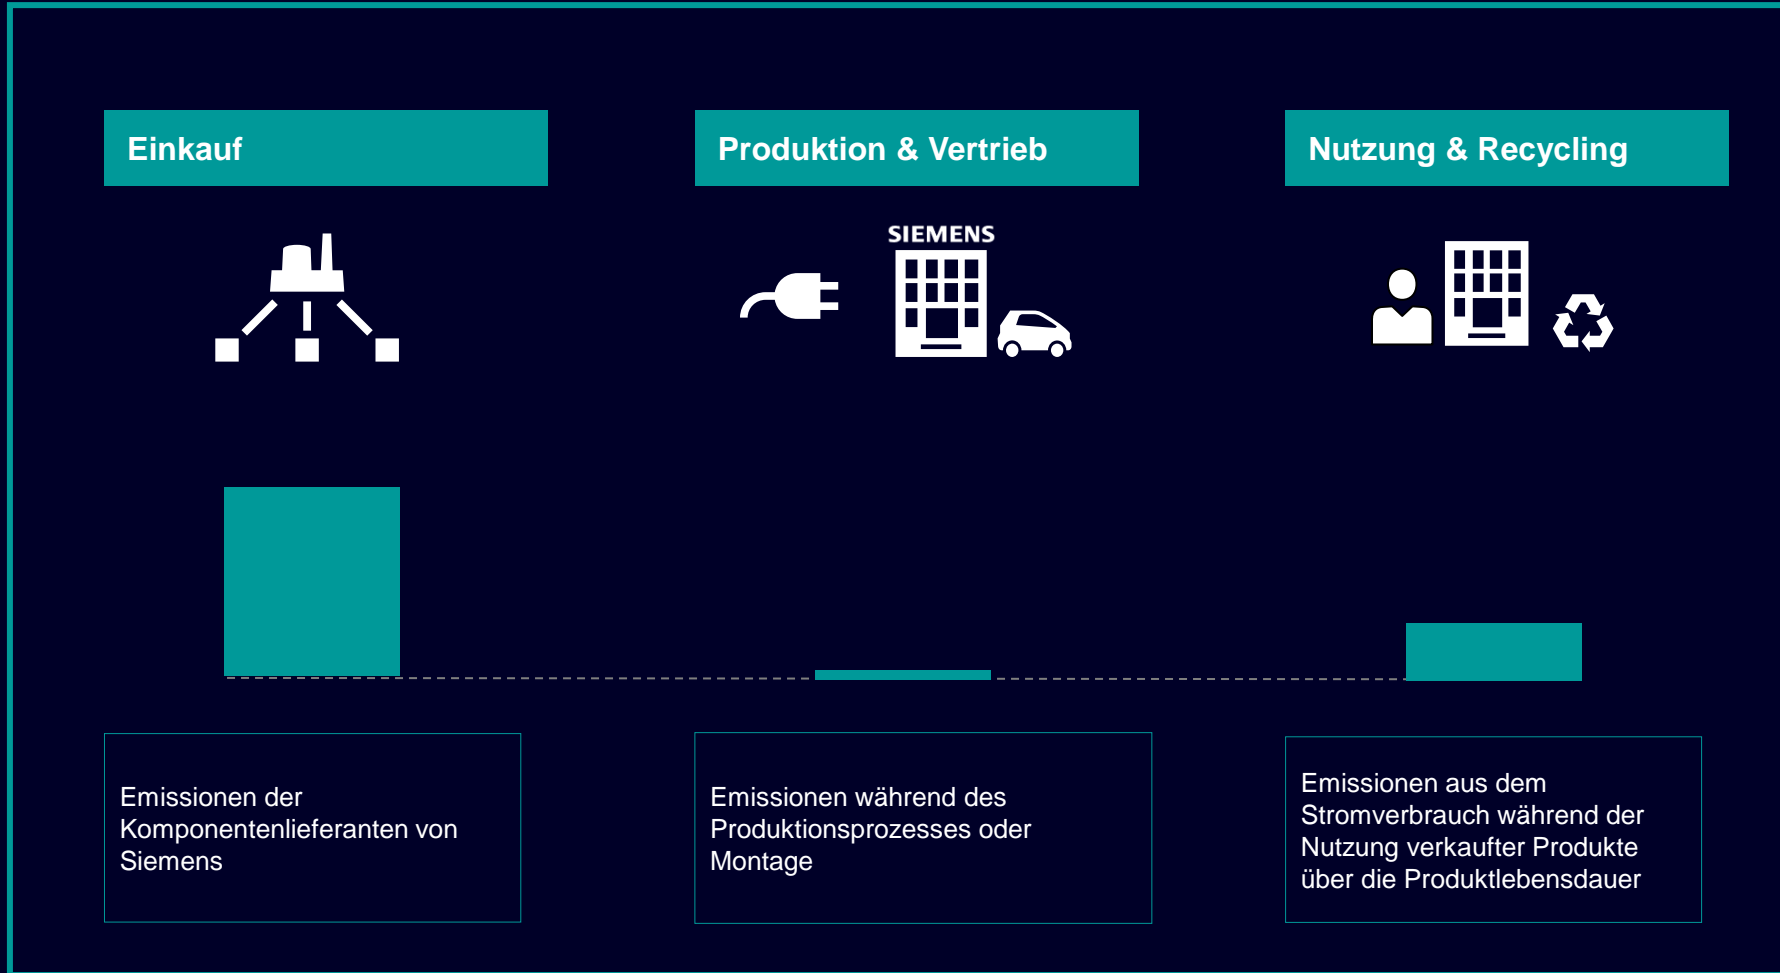 Einkauf
Produktion & Vertrieb
Nutzung & Recycling
SIEMENS
Emissionen der
Komponentenlieferanten von
Siemens
Emissionen während des
Produktionsprozesses oder
Montage
Emissionen aus dem
Stromverbrauch während der
Nutzung verkaufter Produkte
über die Produktlebensdauer